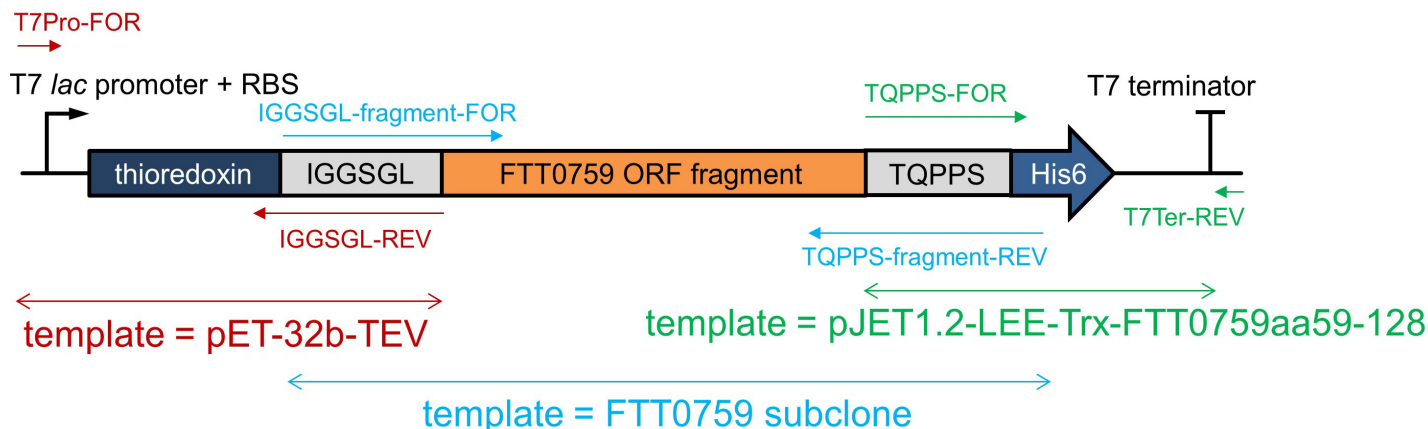 T7Pro-FOR
T7 lac promoter + RBS
IGGSGL-fragment-FOR
TQPPS-FOR
T7 terminator
thioredoxin
IGGSGL
FTT0759 ORF fragment
TQPPS
His6
IGGSGL-REV
TQPPS-fragment-REV
T7Ter-REV
template = pET-32b-TEV
template = pJET1.2-LEE-Trx-FTT0759aa59-128
template = FTT0759 subclone